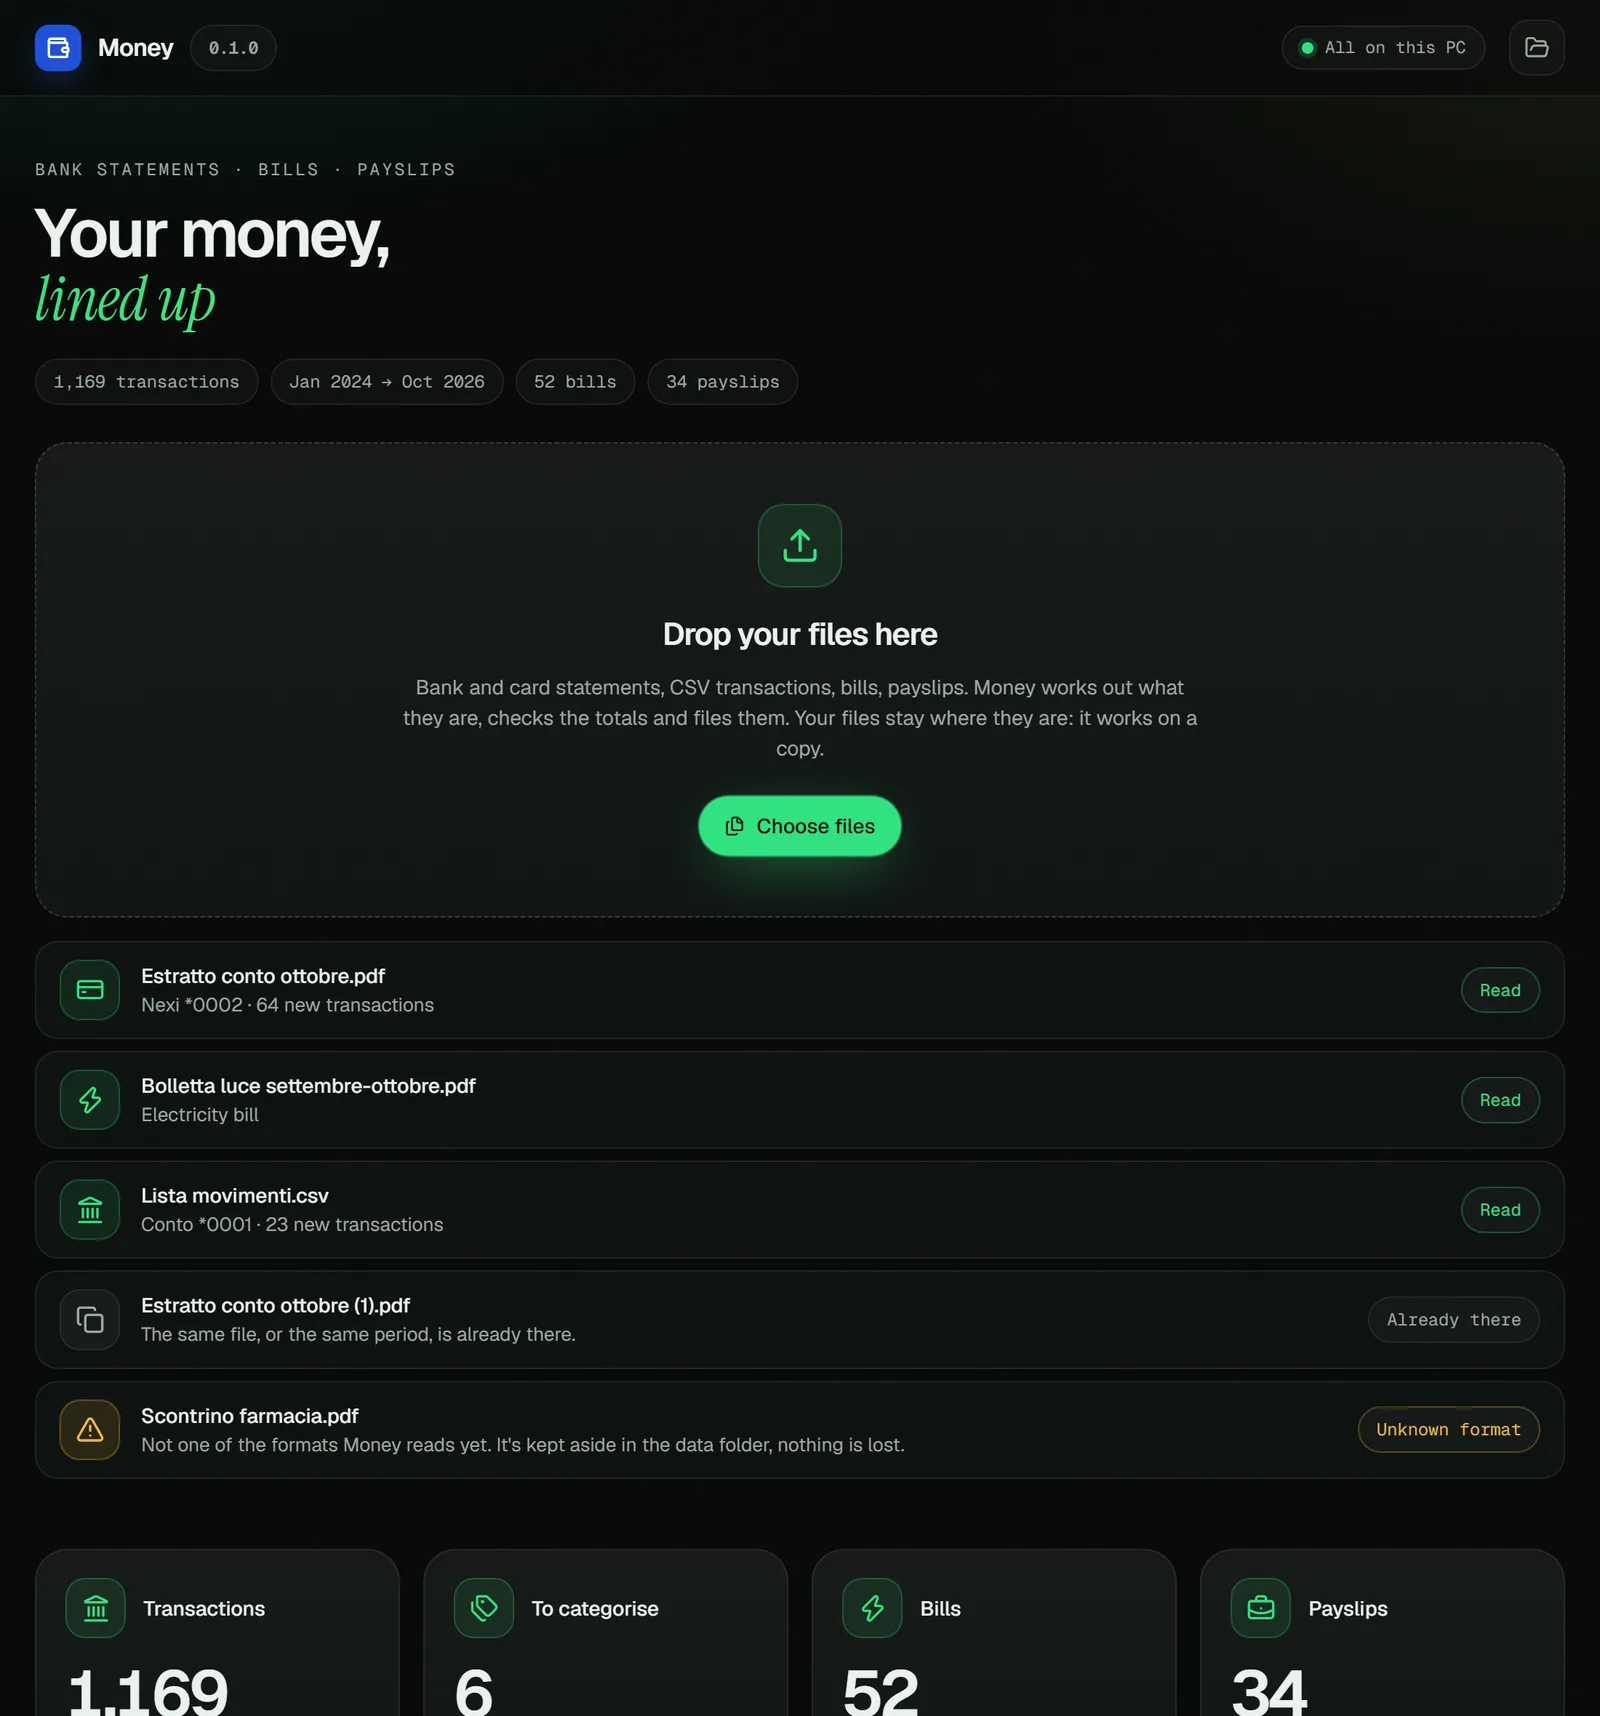 Money 0.1.0
All on this PC
BANK STATEMENTS · BILLS · PAYSLIPS
Your money,
lined up
1,169 transactions
Jan 2024 → Oct 2026
52 bills
34 payslips
Drop your files here
Bank and card statements, CSV transactions, bills, payslips. Money works out what
they are, checks the totals and files them. Your files stay where they are: it works on a
copy.
Choose files
Estratto conto ottobre.pdf
Nexi *0002 · 64 new transactions
Read
Bolletta luce settembre-ottobre.pdf
Electricity bill
Read
Lista movimenti.csv
Conto *0001 · 23 new transactions
Read
Estratto conto ottobre (1).pdf
The same file, or the same period, is already there.
Already there
Scontrino farmacia.pdf
Not one of the formats Money reads yet. It's kept aside in the data folder, nothing is lost.
Unknown format
Transactions
1,169
To categorise
6
Bills
52
Payslips
34